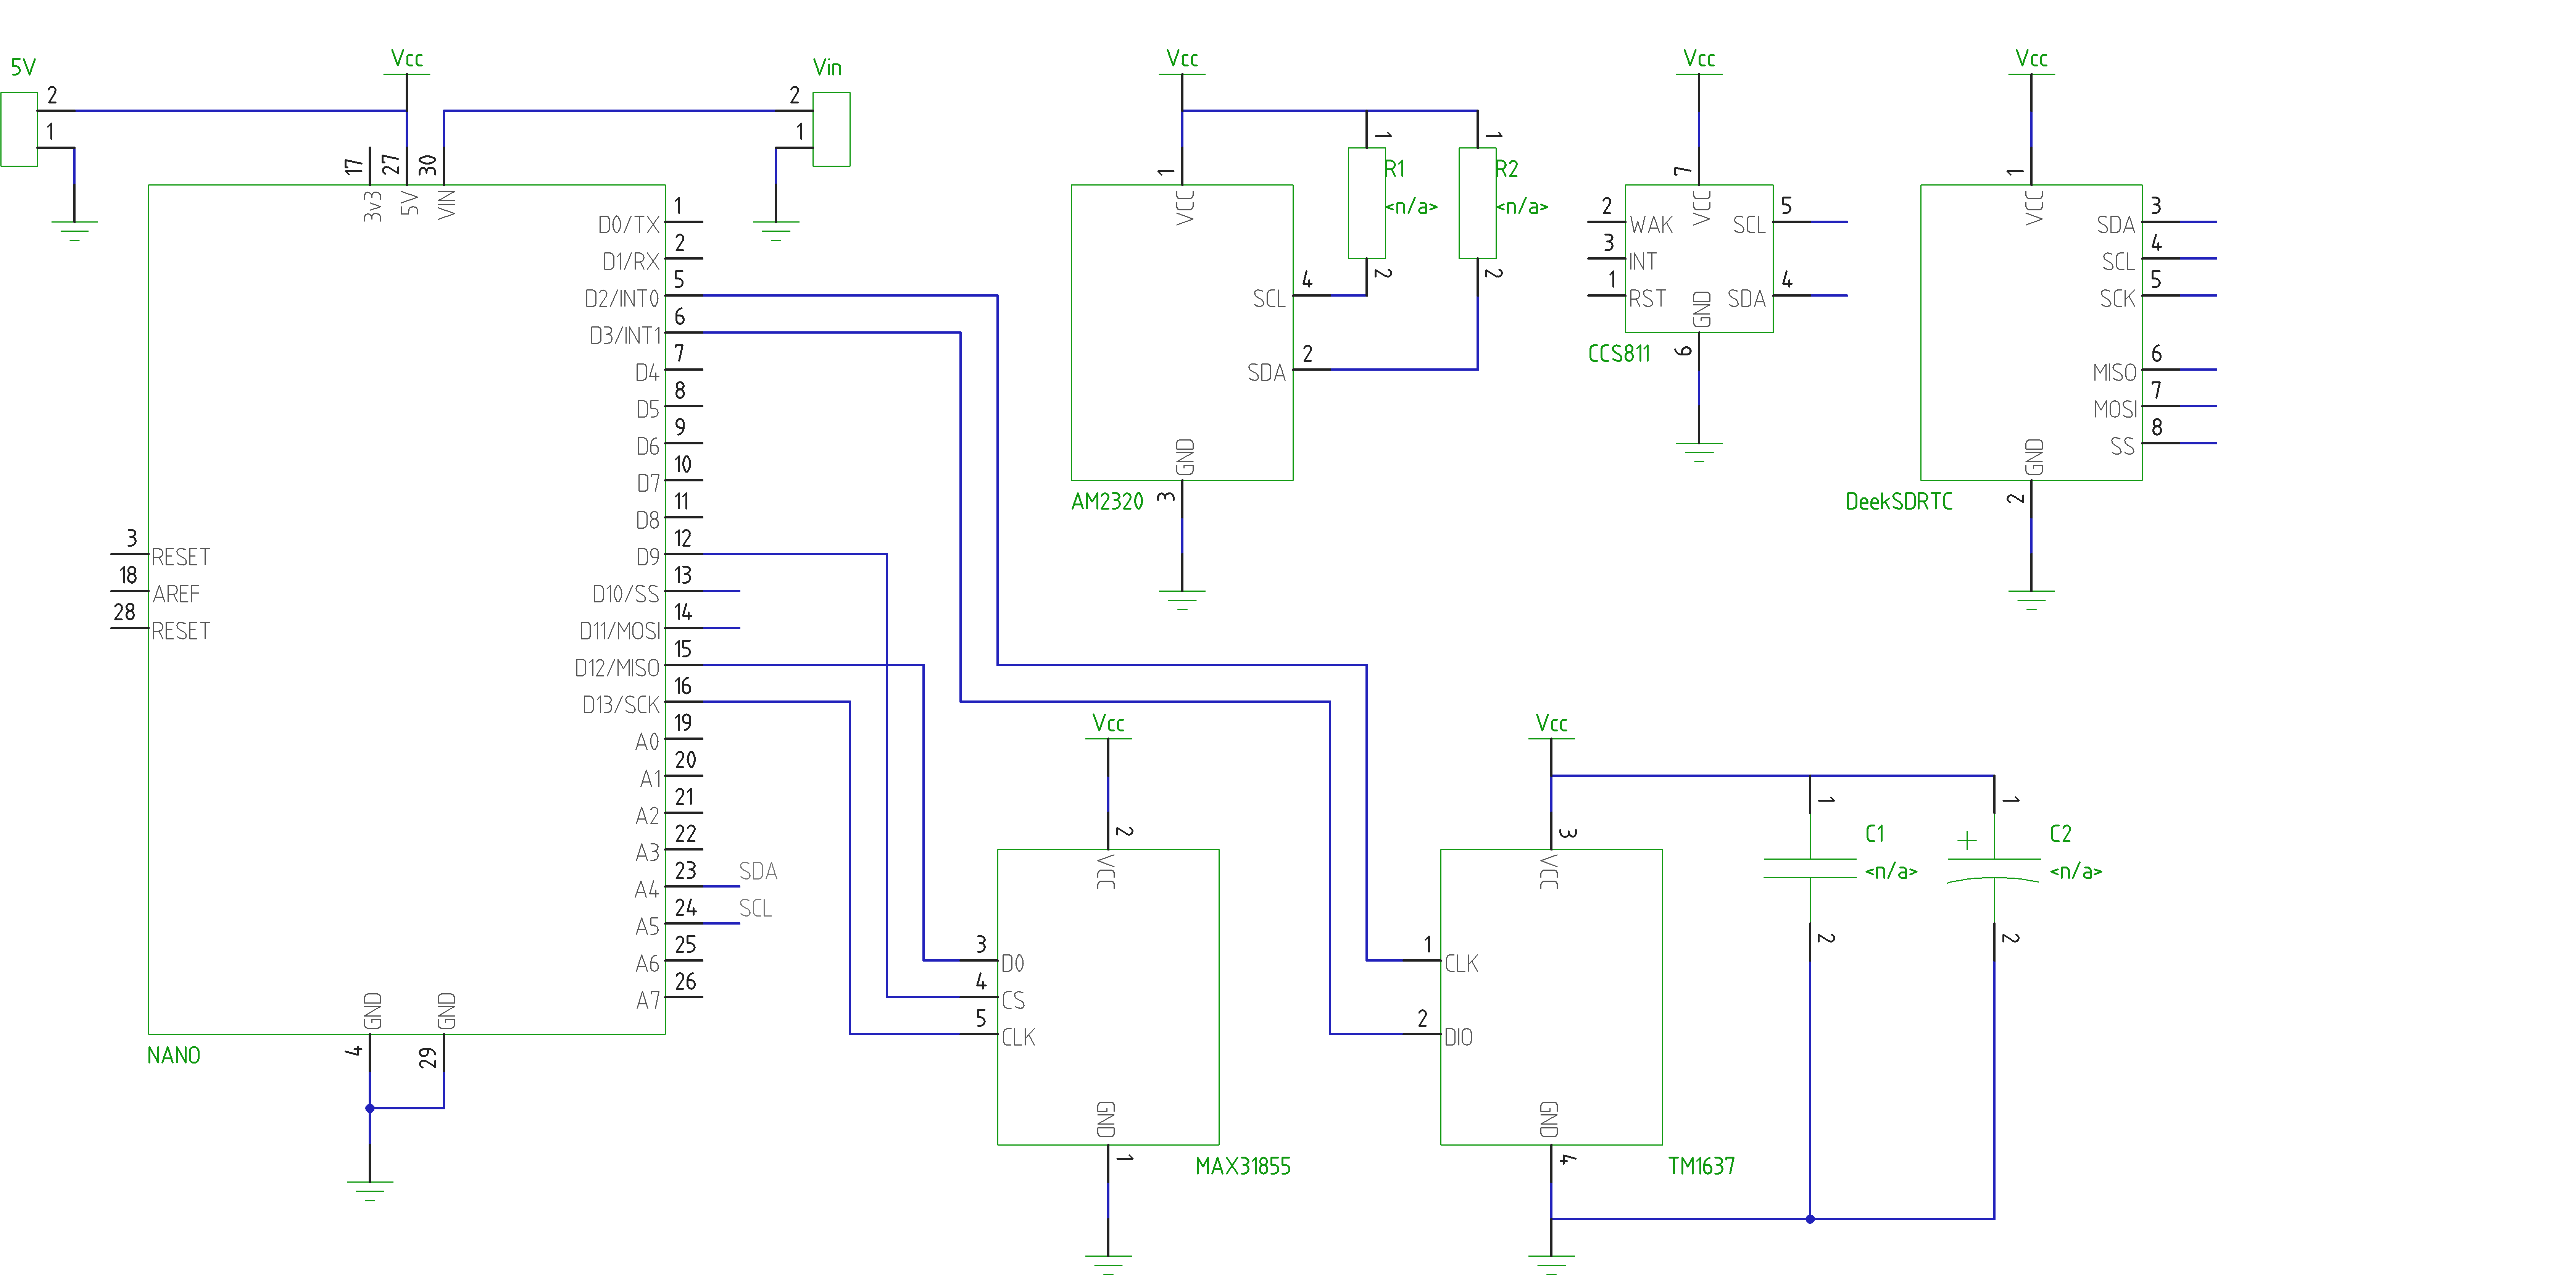 5V
2
1
Vcc
Vin
2
1
17
27
30
3v3
5V
VIN
D0/TX 1
D1/RX 2
D2/INT0 5
D3/INT1 6
D4 7
D5 8
D6 9
D7 10
D8 11
D9 12
D10/SS 13
D11/MOSI 14
D12/MISO 15
D13/SCK 16
A0 19
A1 20
A2 21
A3 22
A4 23 SDA
A5 24 SCL
A6 25
A7 26
3 RESET
18 AREF
28 RESET
GND
GND
4
29
NANO
Vcc
1
VCC
SCL 4
SDA 2
GND
3
AM2320
1
R1
<n/a>
2
1
R2
<n/a>
2
Vcc
7
VCC
2 WAK
3 INT
1 RST
SCL 5
SDA 4
GND
6
CCS811
Vcc
1
VCC
SDA 3
SCL 4
SCK 5
MISO 6
MOSI 7
SS 8
GND
2
DeekSDRTC
Vcc
2
VCC
3 D0
4 CS
5 CLK
GND
1
MAX31855
Vcc
3
VCC
1 CLK
2 DIO
GND
4
TM1637
1
C1
<n/a>
2
1
+
C2
<n/a>
2